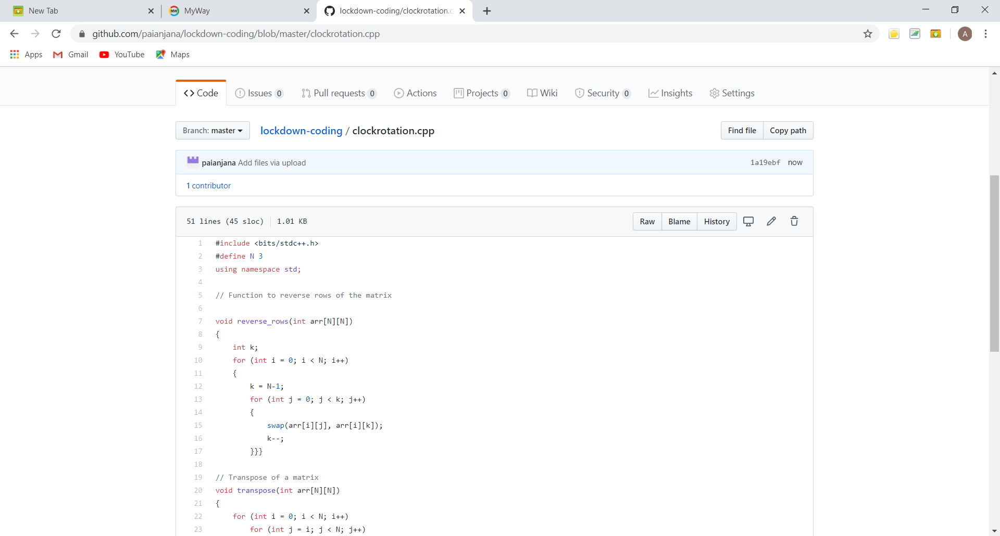 New Tab
MyWay
lockdown-coding/clockrotation.c
github.com/paianjana/lockdown-coding/blob/master/clockrotation.cpp
A
Apps
Gmail
YouTube
Maps
Code
Issues 0
Pull requests 0
Actions
Projects 0
Wiki
Security 0
Insights
Settings
Branch: master
lockdown-coding / clockrotation.cpp
Find file
Copy path
paianjana Add files via upload
1a19ebf now
1 contributor
51 lines (45 sloc) 1.01 KB
Raw
Blame
History
1 #include <bits/stdc++.h>
2 #define N 3
3 using namespace std;
4
5 // Function to reverse rows of the matrix
6
7 void reverse_rows(int arr[N][N])
8 {
9     int k;
10     for (int i = 0; i < N; i++)
11     {
12         k = N-1;
13         for (int j = 0; j < k; j++)
14         {
15             swap(arr[i][j], arr[i][k]);
16             k--;
17         }}}
18
19 // Transpose of a matrix
20 void transpose(int arr[N][N])
21 {
22     for (int i = 0; i < N; i++)
23         for (int j = i; j < N; j++)